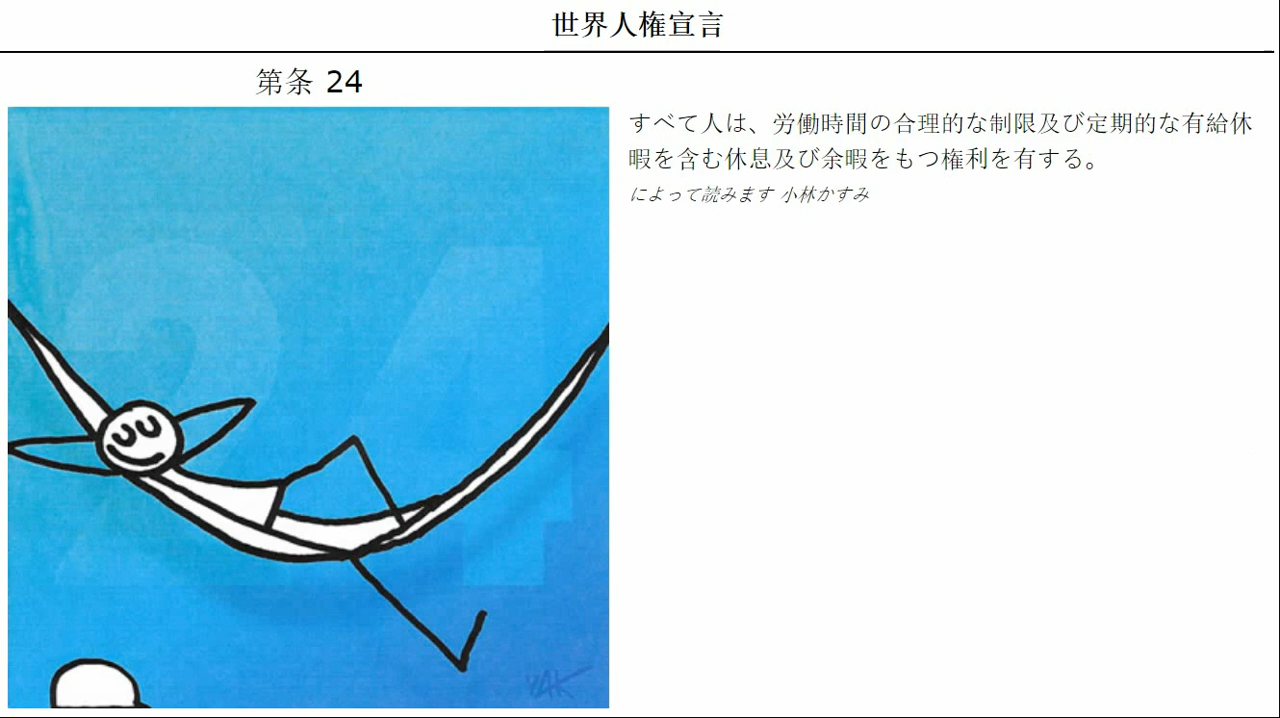 世界人権宣言
第条 24
すべて人は、労働時間の合理的な制限及び定期的な有給休
暇を含む休息及び余暇をもつ権利を有する。
によって読みます 小林かすみ
24
YAK